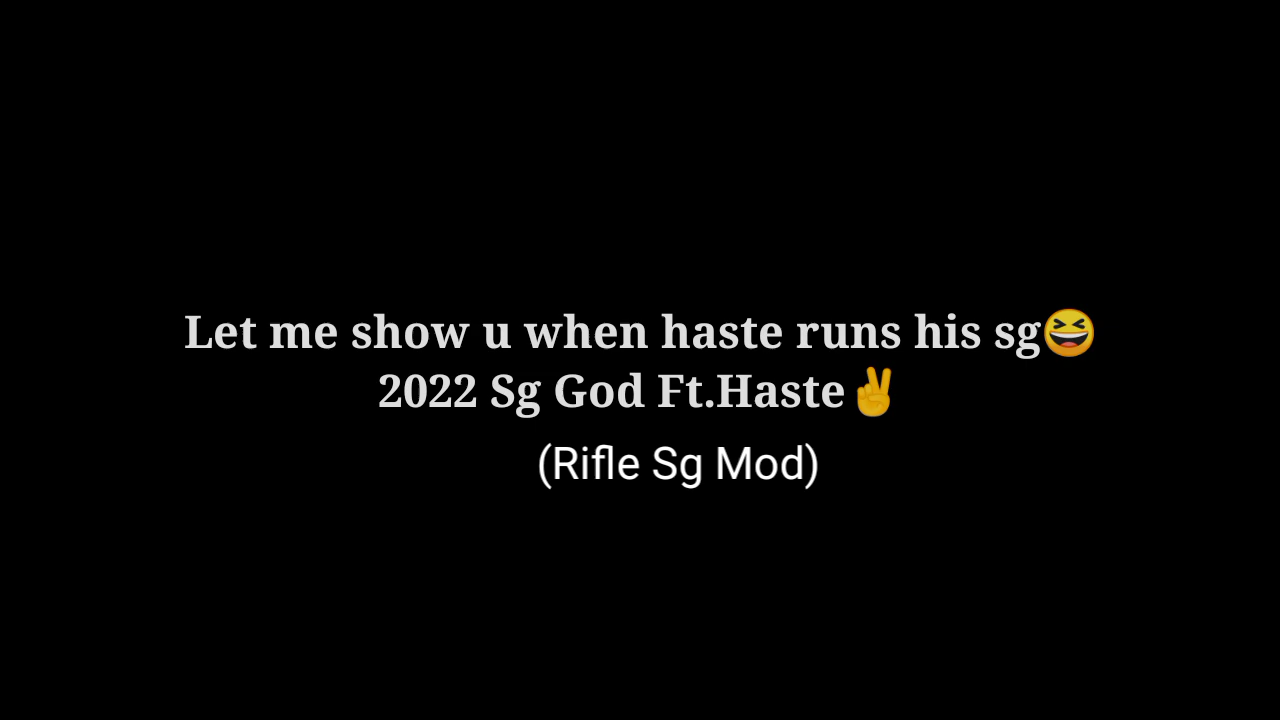 Let me show u when haste runs his sg😆
2022 Sg God Ft.Haste✌
(Rifle Sg Mod)